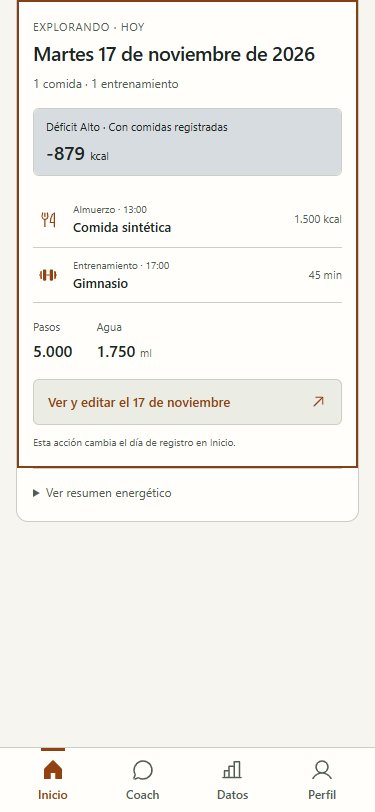 EXPLORANDO · HOY
Martes 17 de noviembre de 2026
1 comida · 1 entrenamiento
Déficit Alto · Con comidas registradas
-879 kcal
Almuerzo · 13:00
Comida sintética
1.500 kcal
Entrenamiento · 17:00
Gimnasio
45 min
Pasos
Agua
5.000
1.750 ml
Ver y editar el 17 de noviembre
Esta acción cambia el día de registro en Inicio.
Ver resumen energético
Inicio
Coach
Datos
Perfil